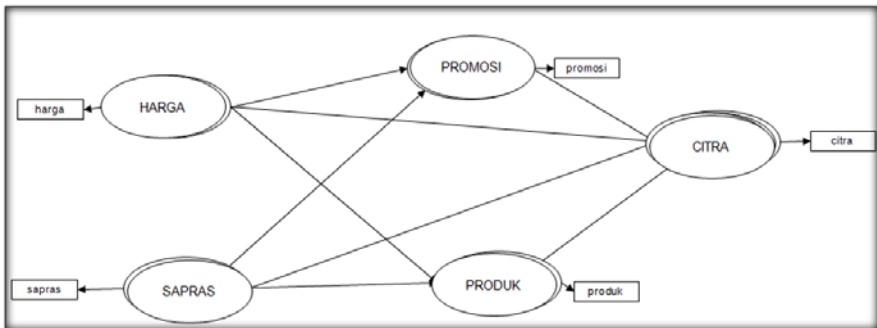 PROMOSI
promosi
HARGA
harga
CITRA
citra
SAPRAS
sapras
PRODUK
produk